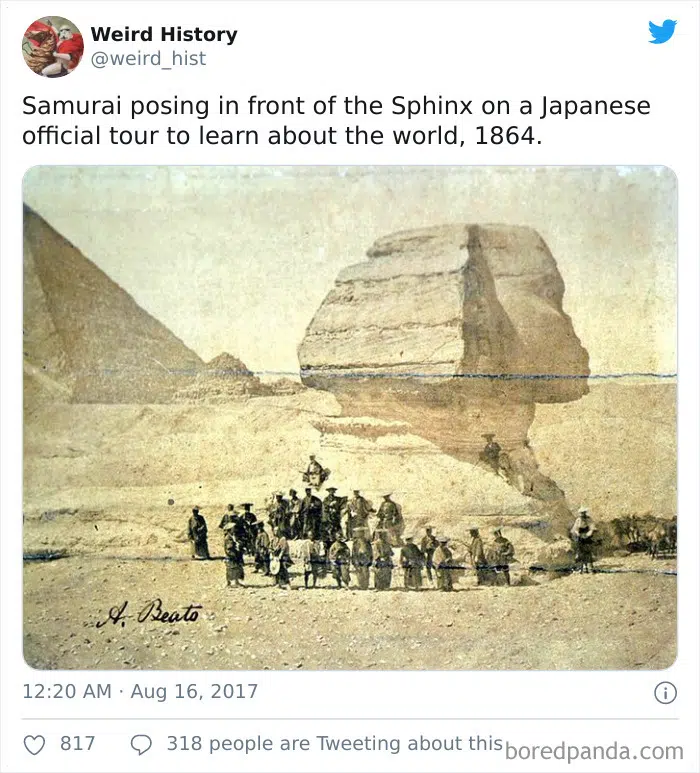 Weird History
@weird_hist
Samurai posing in front of the Sphinx on a Japanese
official tour to learn about the world, 1864.
A. Beato
12:20 AM · Aug 16, 2017
817 318 people are Tweeting about this
boredpanda.com